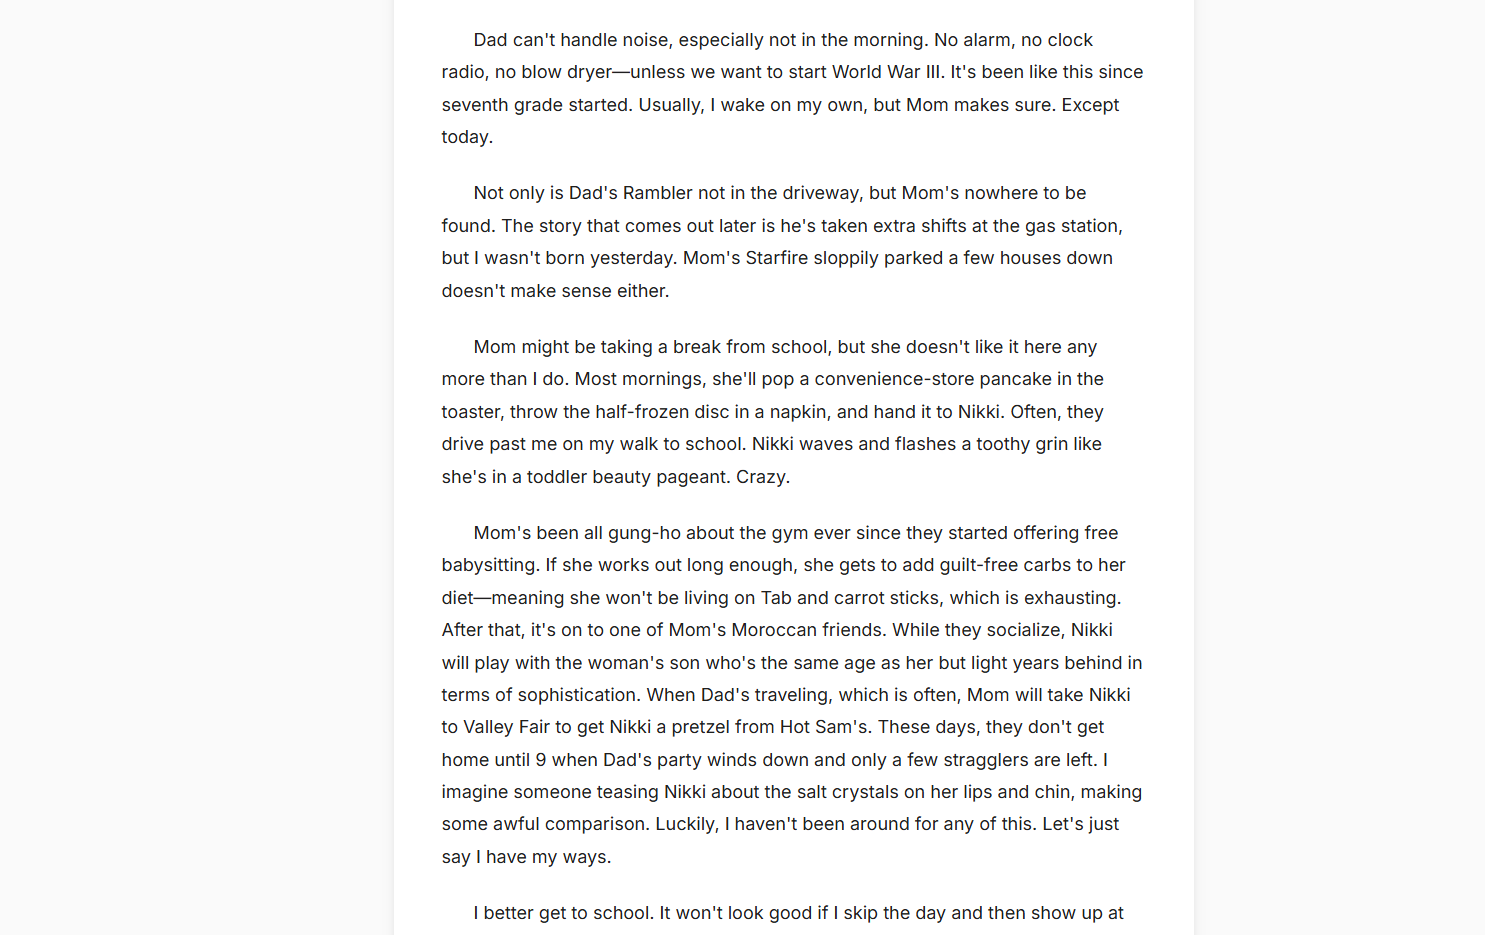 Dad can't handle noise, especially not in the morning. No alarm, no clock
radio, no blow dryer—unless we want to start World War III. It's been like this since
seventh grade started. Usually, I wake on my own, but Mom makes sure. Except
today.
Not only is Dad's Rambler not in the driveway, but Mom's nowhere to be
found. The story that comes out later is he's taken extra shifts at the gas station,
but I wasn't born yesterday. Mom's Starfire sloppily parked a few houses down
doesn't make sense either.
Mom might be taking a break from school, but she doesn't like it here any
more than I do. Most mornings, she'll pop a convenience-store pancake in the
toaster, throw the half-frozen disc in a napkin, and hand it to Nikki. Often, they
drive past me on my walk to school. Nikki waves and flashes a toothy grin like
she's in a toddler beauty pageant. Crazy.
Mom's been all gung-ho about the gym ever since they started offering free
babysitting. If she works out long enough, she gets to add guilt-free carbs to her
diet—meaning she won't be living on Tab and carrot sticks, which is exhausting.
After that, it's on to one of Mom's Moroccan friends. While they socialize, Nikki
will play with the woman's son who's the same age as her but light years behind in
terms of sophistication. When Dad's traveling, which is often, Mom will take Nikki
to Valley Fair to get Nikki a pretzel from Hot Sam's. These days, they don't get
home until 9 when Dad's party winds down and only a few stragglers are left. I
imagine someone teasing Nikki about the salt crystals on her lips and chin, making
some awful comparison. Luckily, I haven't been around for any of this. Let's just
say I have my ways.
I better get to school. It won't look good if I skip the day and then show up at